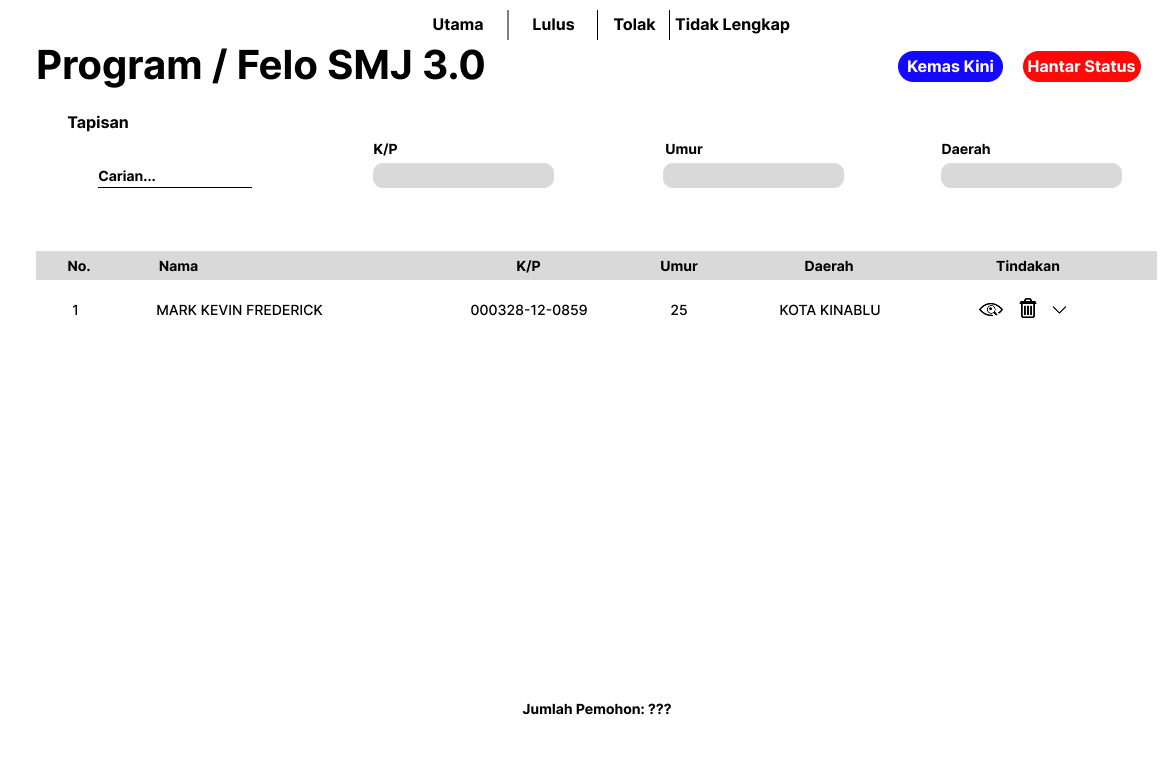 Utama Lulus Tolak Tidak Lengkap
Program / Felo SMJ 3.0
Kemas Kini Hantar Status
Tapisan
K/P Umur Daerah
Carian...
No. Nama K/P Umur Daerah Tindakan
1 MARK KEVIN FREDERICK 000328-12-0859 25 KOTA KINABLU
Jumlah Pemohon: ???